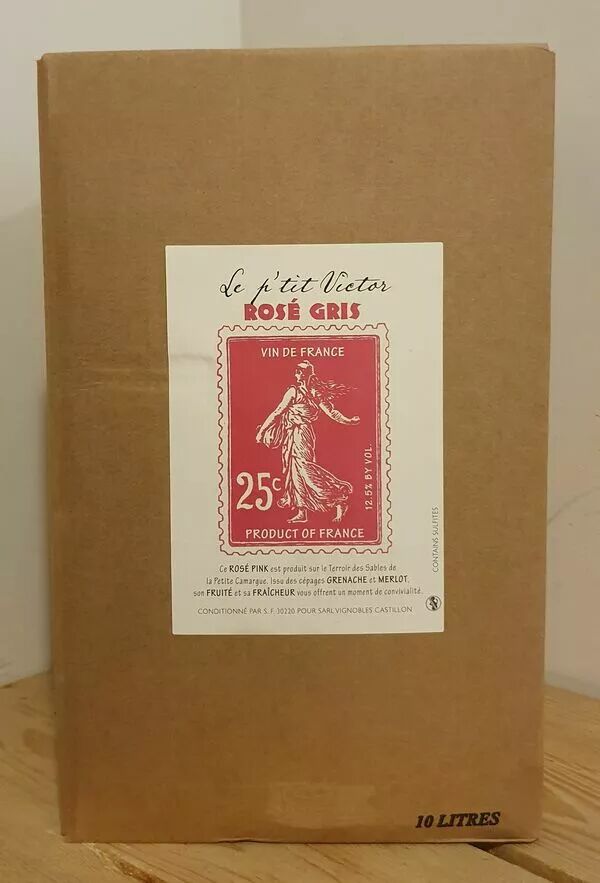 Le p'tit Victor
ROSÉ GRIS
VIN DE FRANCE
25c
12.5% BY VOL.
PRODUCT OF FRANCE
CONTAINS SULFITES
Ce ROSÉ PINK est produit sur le Terroir des Sables de
la Petite Camargue. Issu des cépages GRENACHE et MERLOT,
son FRUITÉ et sa FRAÎCHEUR vous offrent un moment de convivialité.
CONDITIONNÉ PAR S. F. 30220 POUR SARL VIGNOBLES CASTILLON
10 LITRES